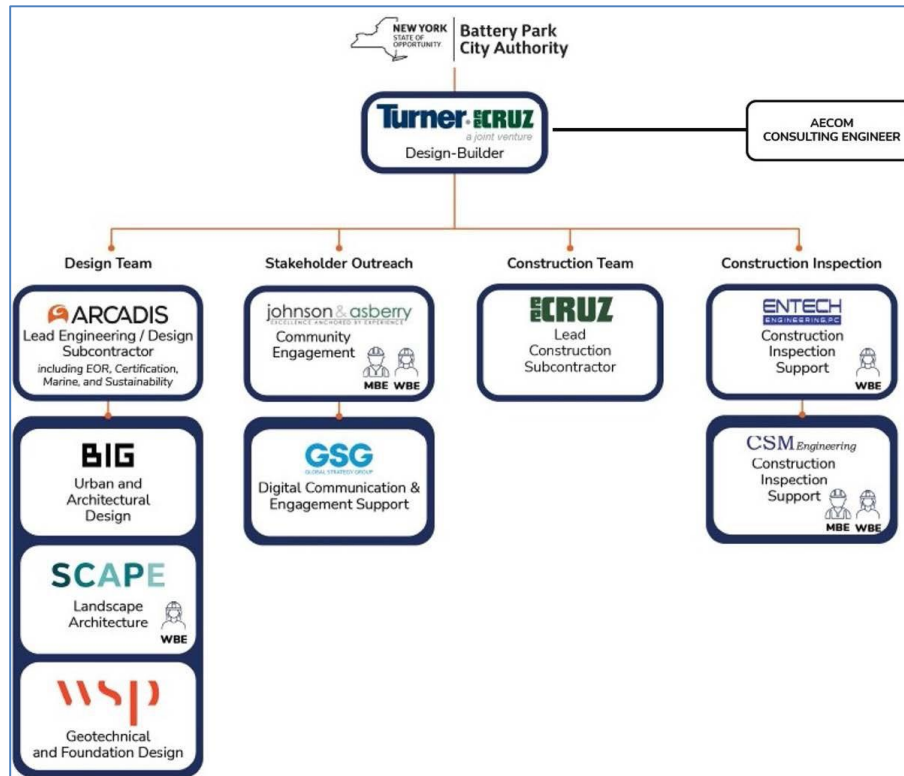 NEW YORK
STATE OF
OPPORTUNITY.
Battery Park
City Authority
Turner
CRUZ
a joint venture
Design-Builder
AECOM
CONSULTING ENGINEER
Design Team
Stakeholder Outreach
Construction Team
Construction Inspection
ARCADIS
Lead Engineering / Design
Subcontractor
including EOR, Certification,
Marine, and Sustainability
johnson & asberry
EXCELLENCE ANCHORED BY EXPERIENCE
Community
Engagement
MBE WBE
CRUZ
Lead
Construction
Subcontractor
ENTECH
ENGINEERING, PC
Construction
Inspection
Support
WBE
BIG
Urban and
Architectural
Design
GSG
GLOBAL STRATEGY GROUP
Digital Communication &
Engagement Support
CSM Engineering
Construction
Inspection
Support
MBE WBE
SCAPE
Landscape
Architecture
WBE
wsp
Geotechnical
and Foundation Design